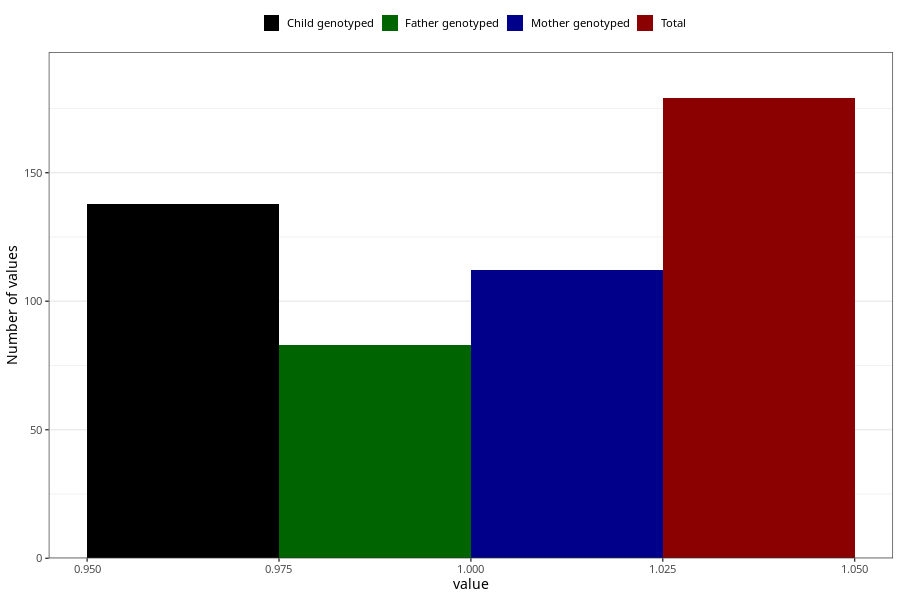 Child genotyped Father genotyped Mother genotyped Total
Number of values
150
100
50
0
0.950 0.975 1.000 1.025 1.050
value